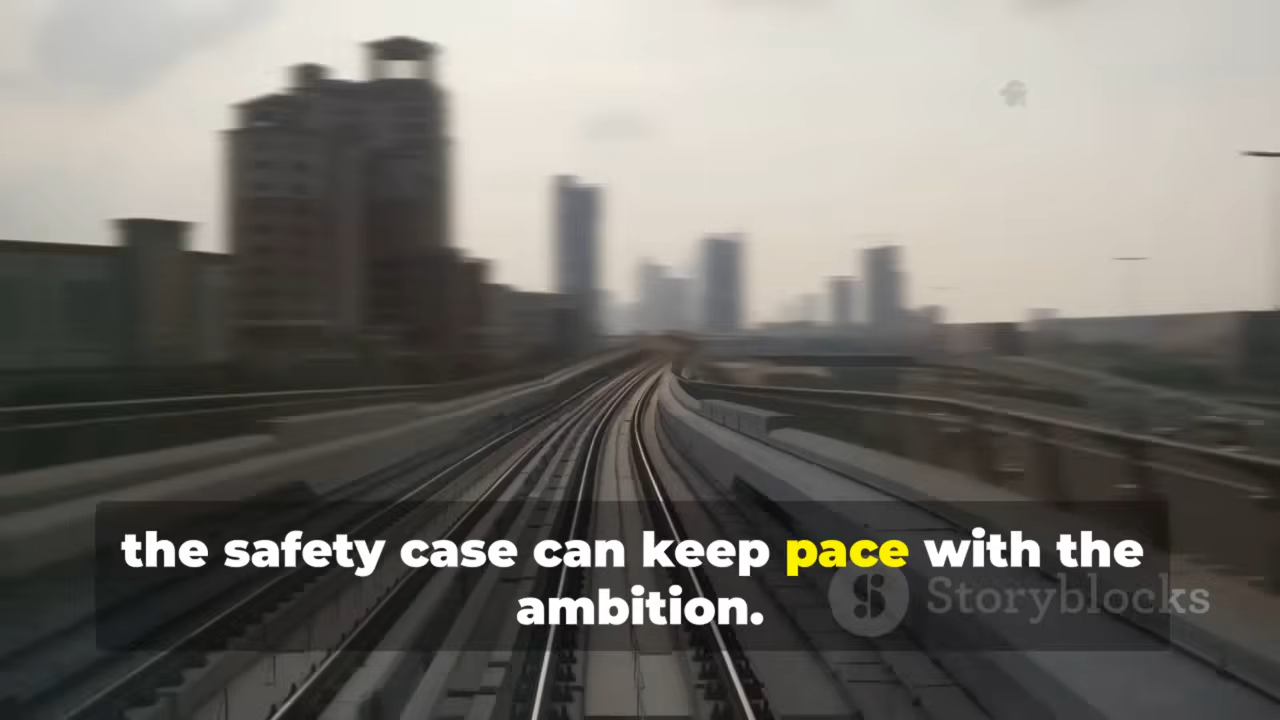 the safety case can keep pace with the
ambition.
Storyblocks